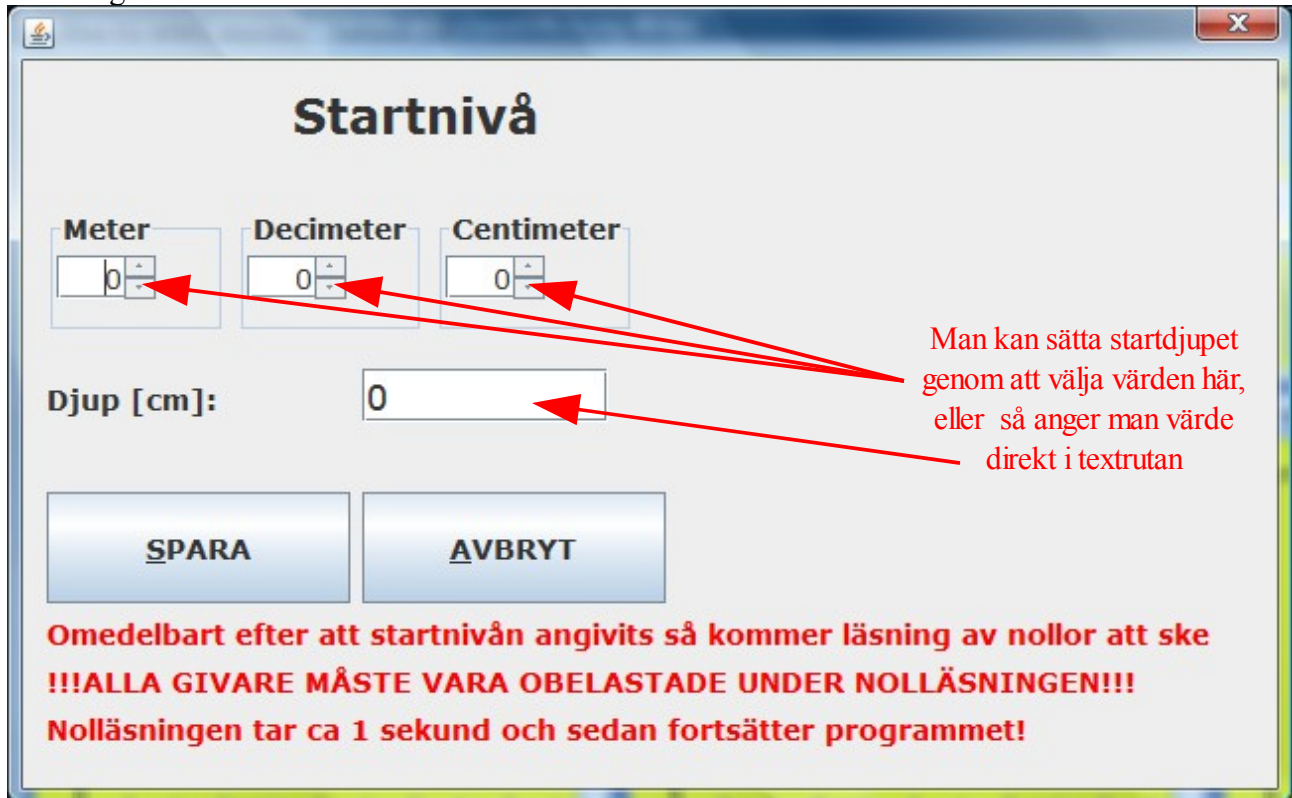 Startnivå
Meter Decimeter Centimeter
0 0 0
Man kan sätta startdjupet
genom att välja värden här,
eller så anger man värde
direkt i textrutan
Djup [cm]: 0
SPARA AVBRYT
Omedelbart efter att startnivån angivits så kommer läsning av nollor att ske
!!!ALLA GIVARE MÅSTE VARA OBELASTADE UNDER NOLLÄSNINGEN!!!
Nolläsningen tar ca 1 sekund och sedan fortsätter programmet!